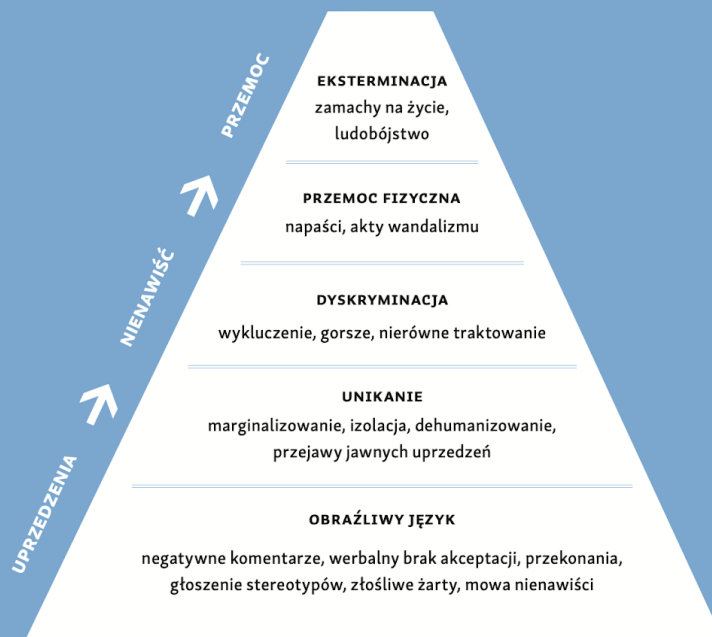 EKSTERMINACJA
zamachy na życie,
ludobójstwo
PRZEMOC FIZYCZNA
napaści, akty wandalizmu
DYSKRYMINACJA
wykluczenie, gorsze, nierówne traktowanie
UNIKANIE
marginalizowanie, izolacja, dehumanizowanie,
przejawy jawnych uprzedzeń
OBRAŹLIWY JĘZYK
negatywne komentarze, werbalny brak akceptacji, przekonania,
głoszenie stereotypów, złośliwe żarty, mowa nienawiści
UPRZEDZENIA
NIENAWIŚĆ
PRZEMOC